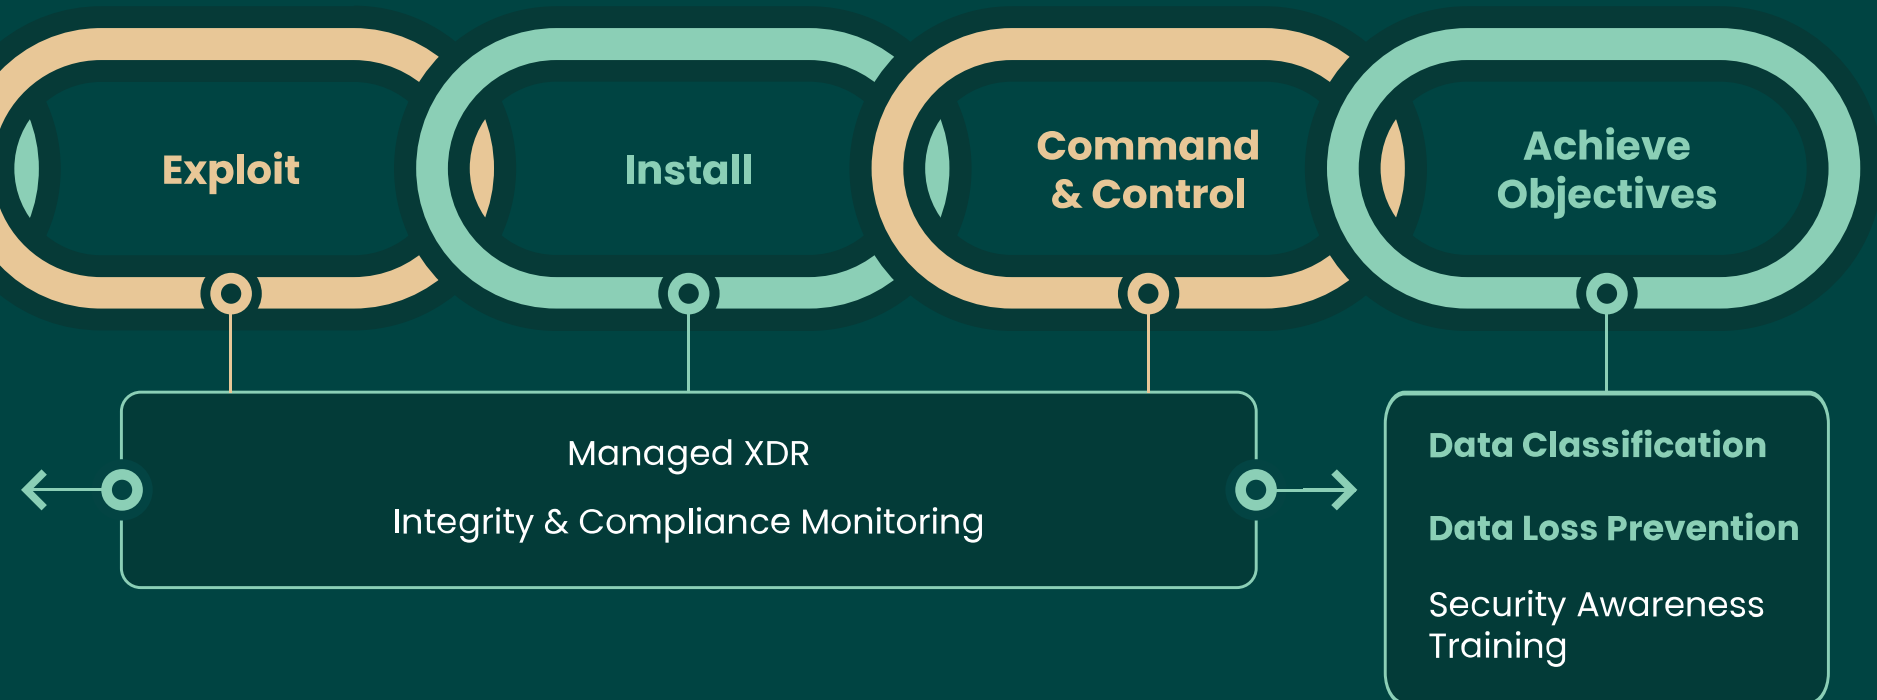 Exploit
Install
Command
& Control
Achieve
Objectives
Managed XDR
Integrity & Compliance Monitoring
Data Classification
Data Loss Prevention
Security Awareness
Training